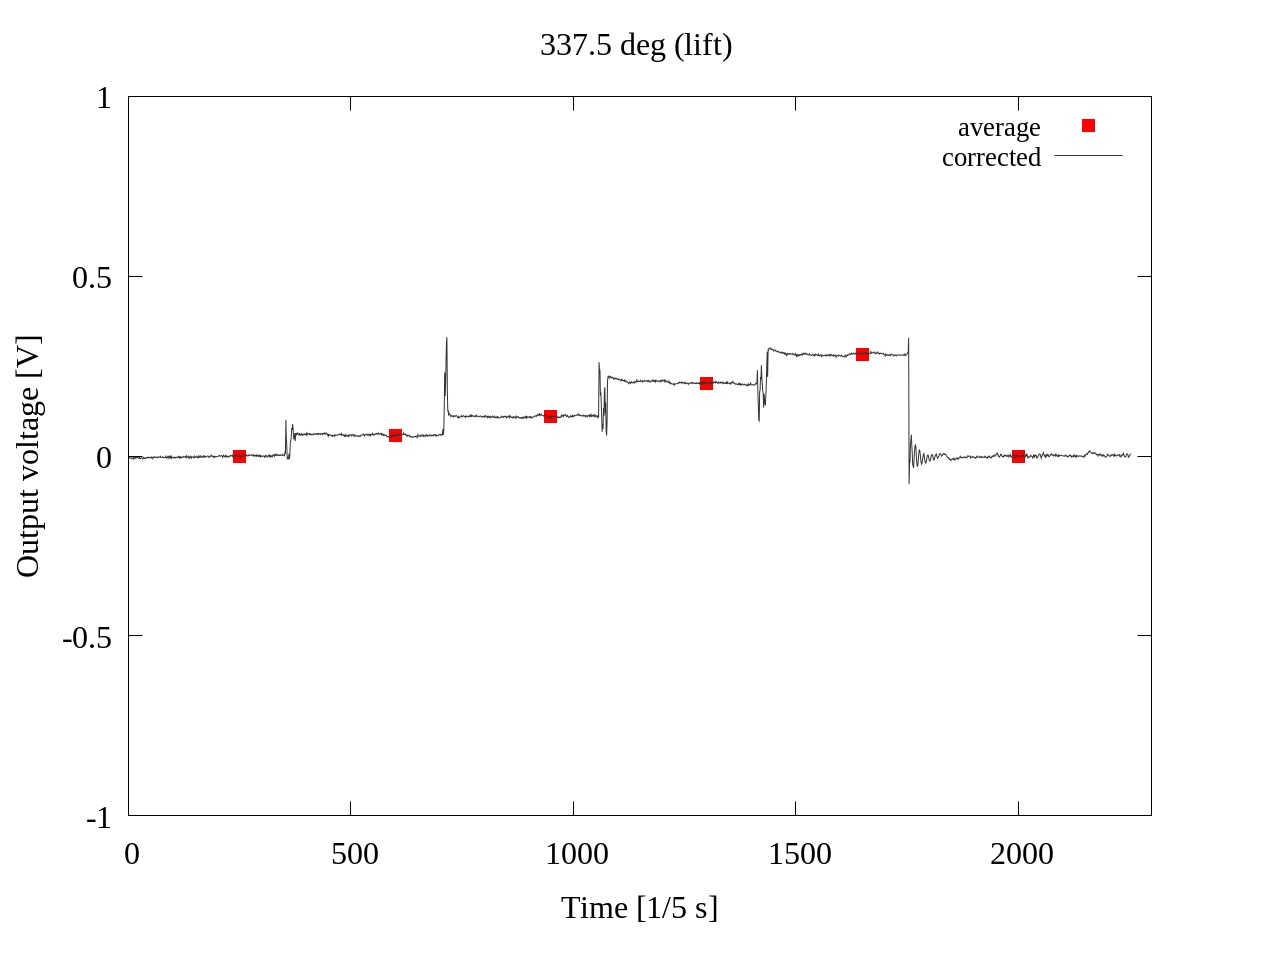 337.5 deg (lift)
1
0.5
0
-0.5
-1
Output voltage [V]
average
corrected
0 500 1000 1500 2000
Time [1/5 s]